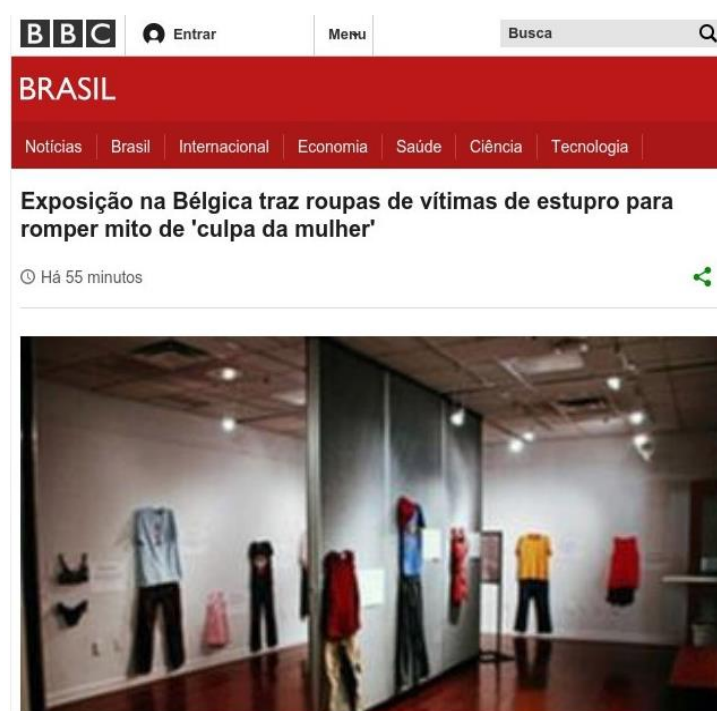 BBC Entrar Menu Busca
BRASIL
Notícias Brasil Internacional Economia Saúde Ciência Tecnologia
Exposição na Bélgica traz roupas de vítimas de estupro para
romper mito de 'culpa da mulher'
Há 55 minutos